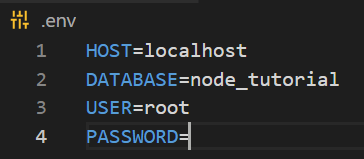 .env
1 HOST=localhost
2 DATABASE=node_tutorial
3 USER=root
4 PASSWORD=